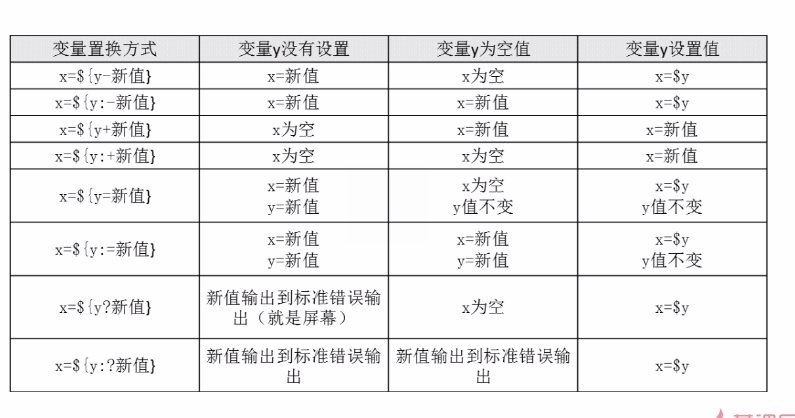 变量置换方式 变量y没有设置 变量y为空值 变量y设置值
x=${y-新值} x=新值 x为空 x=$y
x=${y:-新值} x=新值 x=新值 x=$y
x=${y+新值} x为空 x=新值 x=新值
x=${y:+新值} x为空 x为空 x=新值
x=${y=新值} x=新值 x为空 x=$y
y=新值 y值不变 y值不变
x=${y:=新值} x=新值 x=新值 x=$y
y=新值 y=新值 y值不变
x=${y?新值} 新值输出到标准错误输 x为空 x=$y
出（就是屏幕）
x=${y:?新值} 新值输出到标准错误输 新值输出到标准错误输 x=$y
出 出